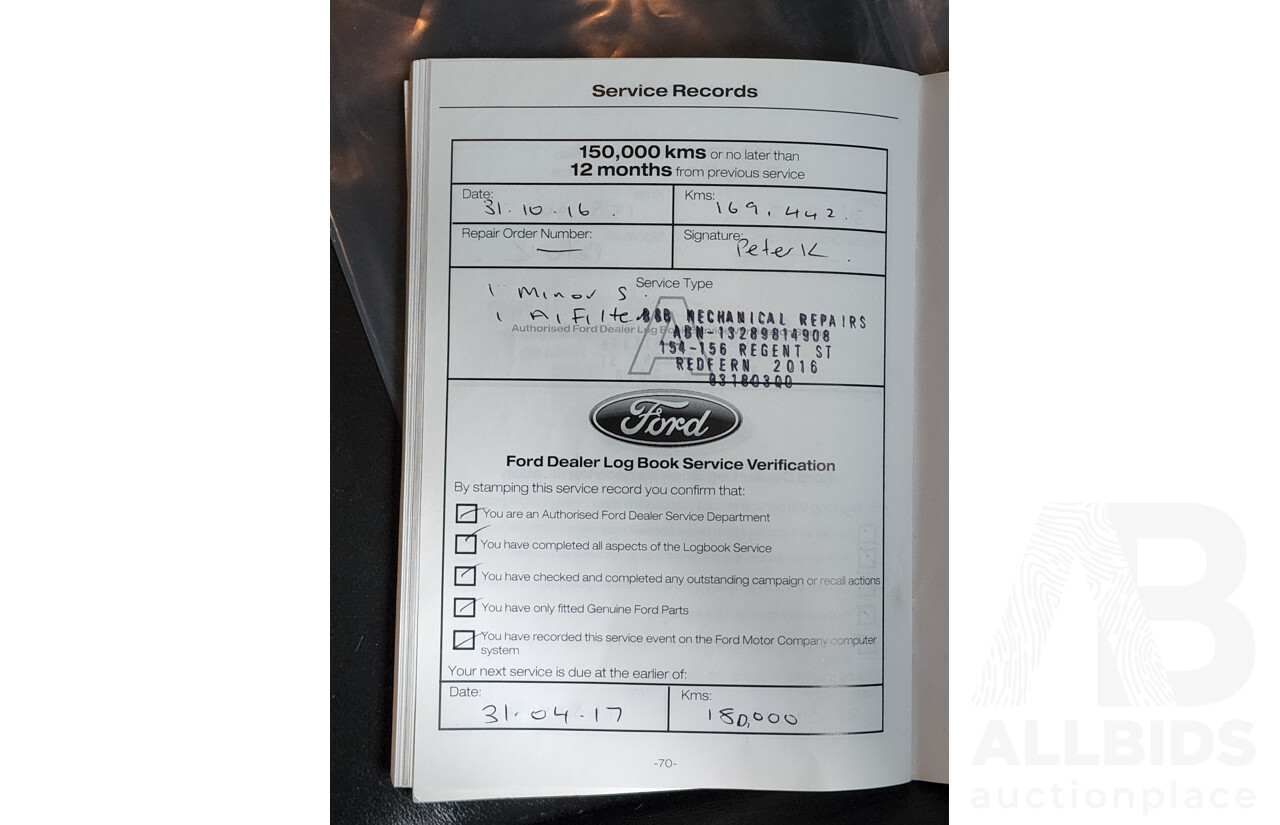 Service Records
150,000 kms or no later than
12 months from previous service
Date: 31.10.16.
Kms: 169,442.
Repair Order Number: —
Signature: Peter K.
Service Type
1 Minor S.
1 Ai Filter
B&B MECHANICAL REPAIRS
Authorised Ford Dealer Log
ABN-13289814908
154-156 REGENT ST
REDFERN 2016
93180300
A
Ford
Ford Dealer Log Book Service Verification
By stamping this service record you confirm that:
You are an Authorised Ford Dealer Service Department
You have completed all aspects of the Logbook Service
You have checked and completed any outstanding campaign or recall actions
You have only fitted Genuine Ford Parts
You have recorded this service event on the Ford Motor Company computer
system
Your next service is due at the earlier of:
Date: 31.04.17
Kms: 180,000
-70-
AB
ALLBIDS
auctionplace